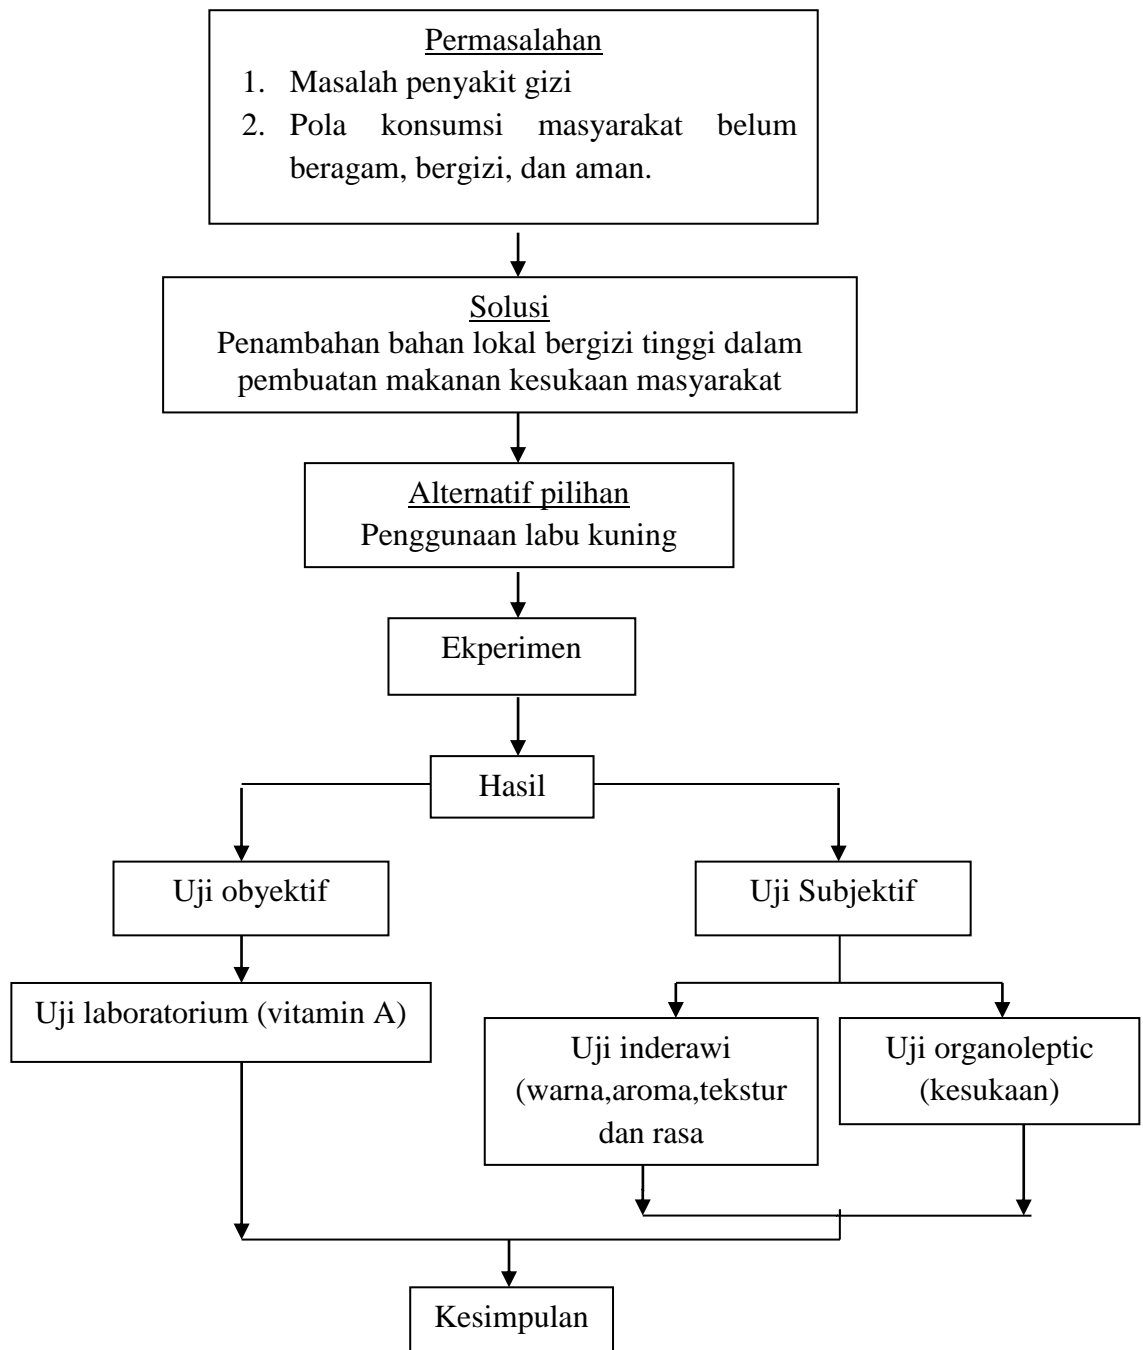 Permasalahan
1. Masalah penyakit gizi
2. Pola konsumsi masyarakat belum
beragam, bergizi, dan aman.
Solusi
Penambahan bahan lokal bergizi tinggi dalam
pembuatan makanan kesukaan masyarakat
Alternatif pilihan
Penggunaan labu kuning
Ekperimen
Hasil
Uji obyektif
Uji Subjektif
Uji laboratorium (vitamin A)
Uji inderawi
(warna,aroma,tekstur
dan rasa
Uji organoleptic
(kesukaan)
Kesimpulan